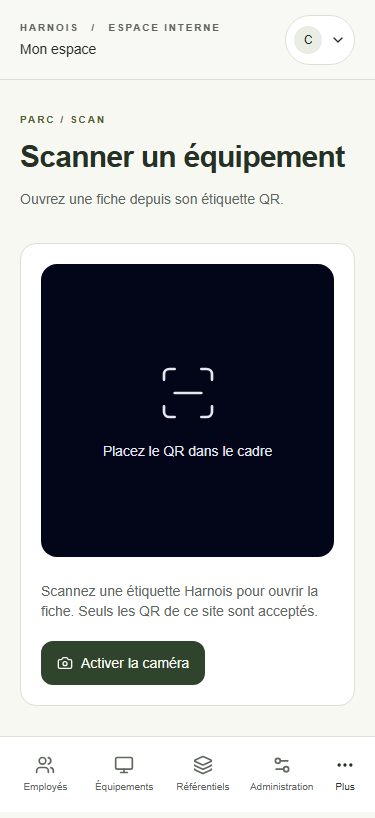 HARNOIS / ESPACE INTERNE
Mon espace
C
PARC / SCAN
Scanner un équipement
Ouvrez une fiche depuis son étiquette QR.
Placez le QR dans le cadre
Scannez une étiquette Harnois pour ouvrir la
fiche. Seuls les QR de ce site sont acceptés.
Activer la caméra
Employés Équipements Référentiels Administration Plus